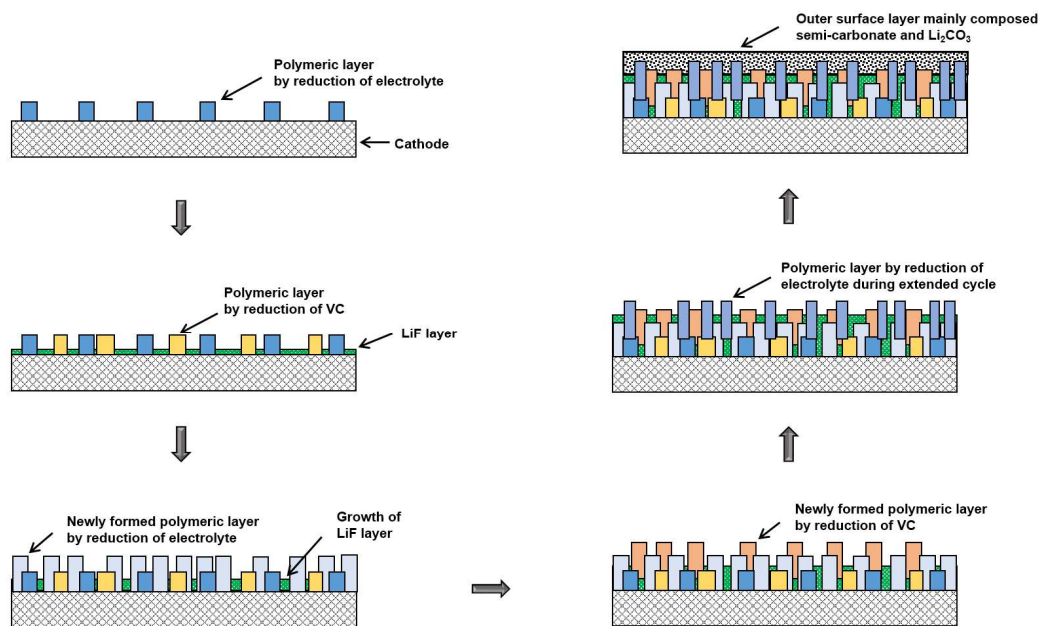 Polymeric layer
by reduction of electrolyte
Cathode
Polymeric layer
by reduction of VC
LiF layer
Newly formed polymeric layer
by reduction of electrolyte
Growth of
LiF layer
Newly formed polymeric layer
by reduction of VC
Polymeric layer by reduction of
electrolyte during extended cycle
Outer surface layer mainly composed
semi-carbonate and Li₂CO₃